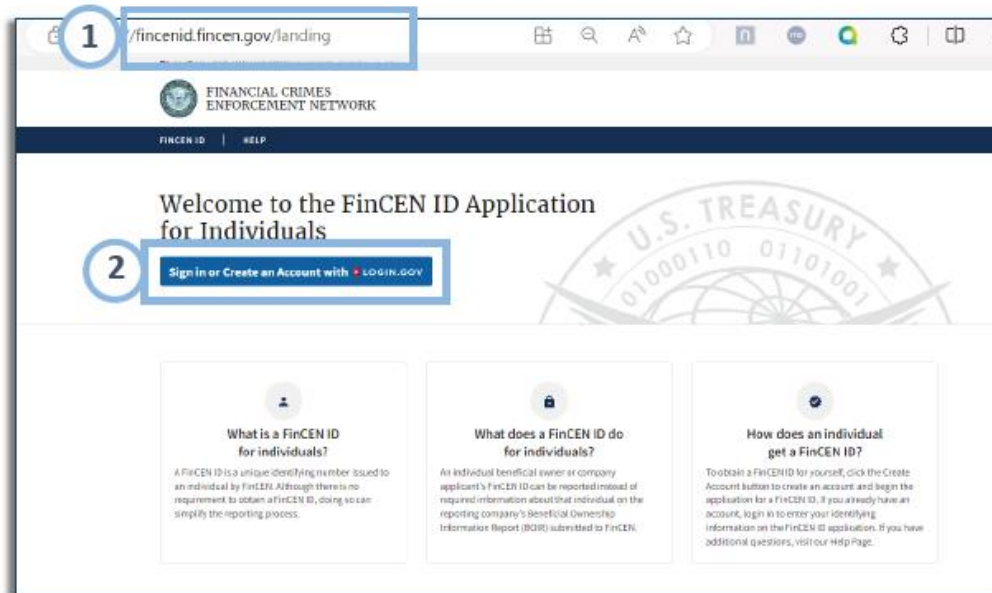 1
//fincenid.fincen.gov/landing
FINANCIAL CRIMES
ENFORCEMENT NETWORK
FINCEN ID | HELP
Welcome to the FinCEN ID Application
for Individuals
2
Sign in or Create an Account with LOGIN.GOV
U.S. TREASURY
010110 011010
01000 01001
What is a FinCEN ID
for individuals?
A FinCEN ID is a unique identifying number issued to
an individual by FinCEN. Although there is no
requirement to obtain a FinCEN ID, doing so can
simplify the reporting process.
What does a FinCEN ID do
for individuals?
An individual beneficial owner or company
applicant's FinCEN ID can be reported instead of
required information about that individual on the
reporting company's Beneficial Ownership
Information Report (BOIR) submitted to FinCEN.
How does an individual
get a FinCEN ID?
To obtain a FinCEN ID for yourself, click the Create
Account button to create an account and begin the
application for a FinCEN ID. If you already have an
account, login to enter your identifying
information on the FinCEN ID application. If you have
additional questions, visit our Help Page.